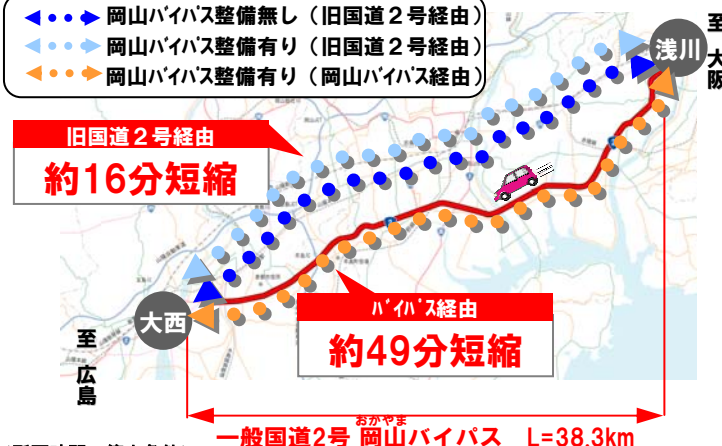 岡山バイパス整備無し（旧国道２号経由）
岡山バイパス整備有り（旧国道２号経由）
岡山バイパス整備有り（岡山バイパス経由）
至 大阪
浅川
旧国道２号経由
約16分短縮
バイパス経由
約49分短縮
大西
至 広島
おかやま
一般国道2号 岡山バイパス L=38.3km